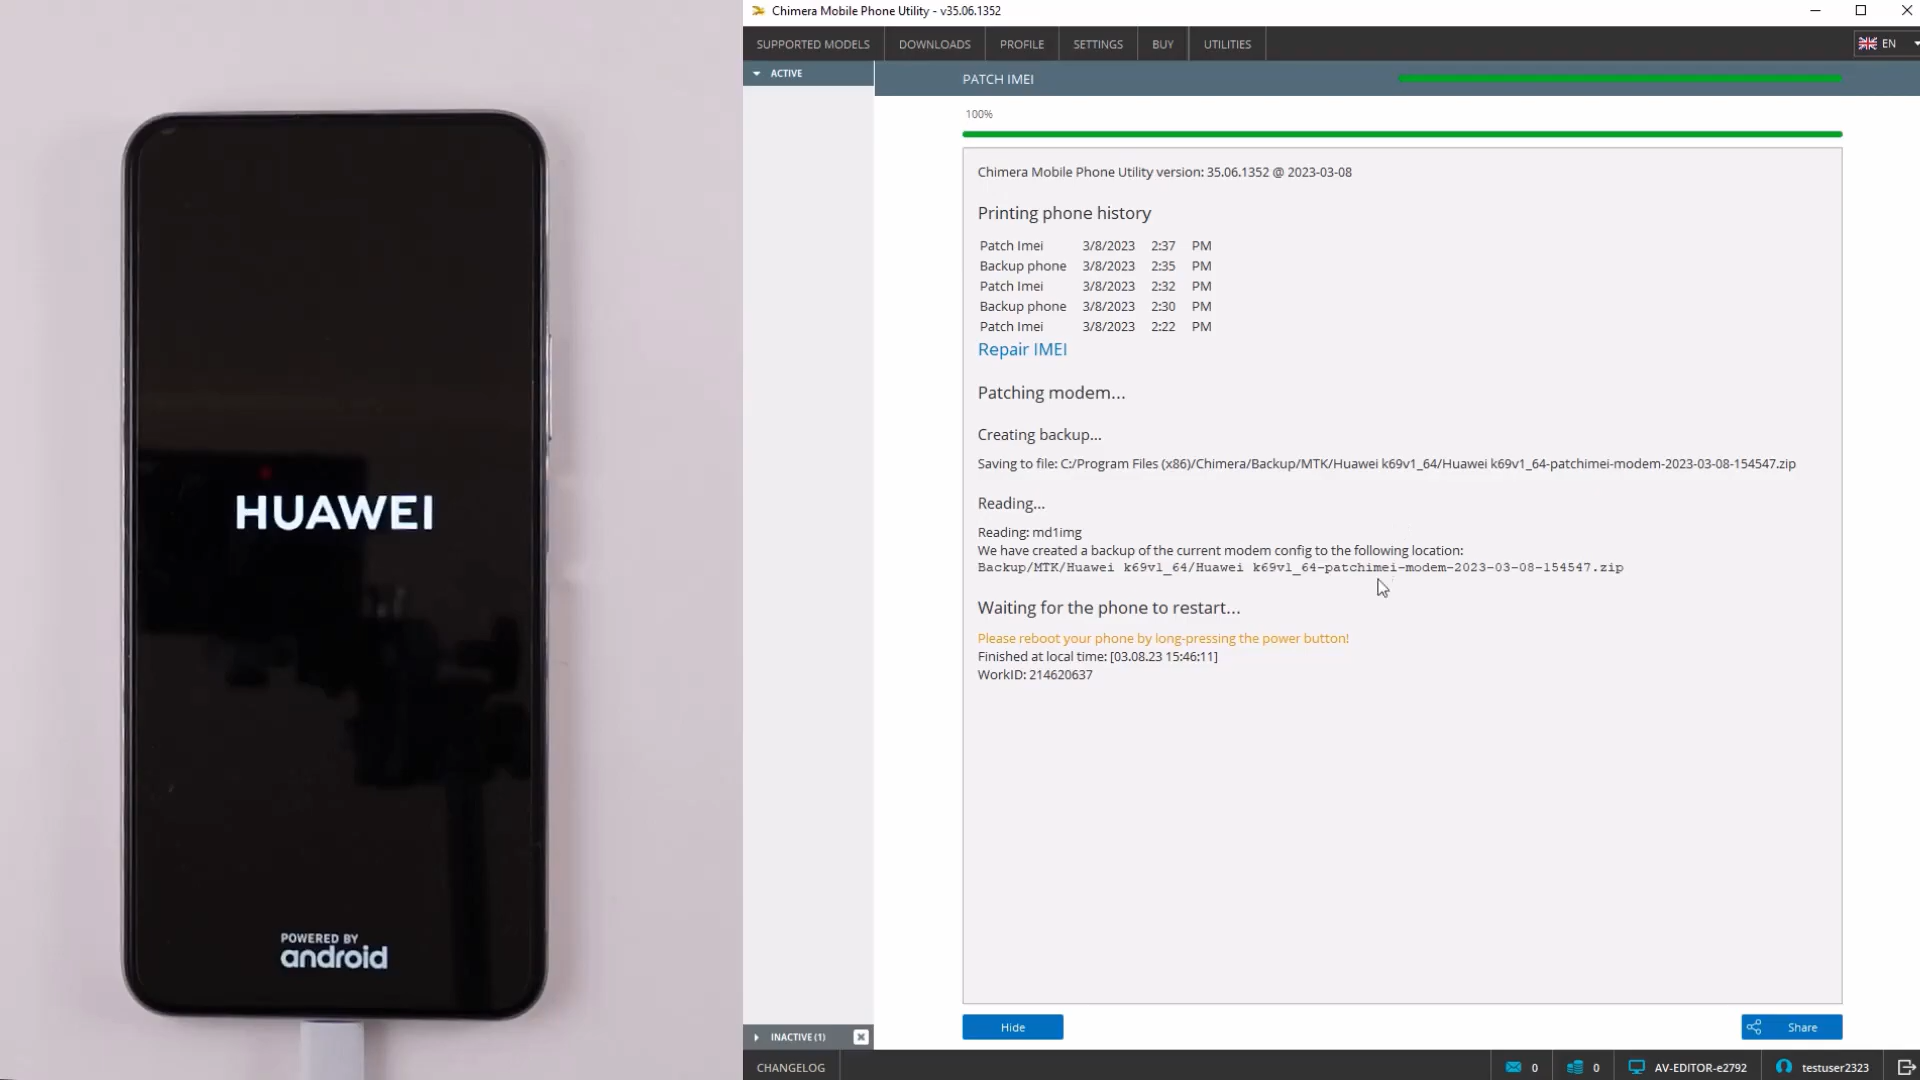 Chimera Mobile Phone Utility - v35.06.1352
SUPPORTED MODELS
DOWNLOADS
PROFILE
SETTINGS
BUY
UTILITIES
EN
ACTIVE
PATCH IMEI
100%
Chimera Mobile Phone Utility version: 35.06.1352 @ 2023-03-08
Printing phone history
Patch Imei 3/8/2023 2:37 PM
Backup phone 3/8/2023 2:35 PM
Patch Imei 3/8/2023 2:32 PM
Backup phone 3/8/2023 2:30 PM
Patch Imei 3/8/2023 2:22 PM
Repair IMEI
Patching modem...
Creating backup...
Saving to file: C:/Program Files (x86)/Chimera/Backup/MTK/Huawei k69v1_64/Huawei k69v1_64-patchimei-modem-2023-03-08-154547.zip
Reading...
Reading: md1img
We have created a backup of the current modem config to the following location:
Backup/MTK/Huawei k69v1_64/Huawei k69v1_64-patchimei-modem-2023-03-08-154547.zip
Waiting for the phone to restart...
Please reboot your phone by long-pressing the power button!
Finished at local time: [03.08.23 15:46:11]
WorkID: 214620637
Hide
Share
INACTIVE (1)
CHANGELOG
0
0
AV-EDITOR-e2792
testuser2323
HUAWEI
POWERED BY
android